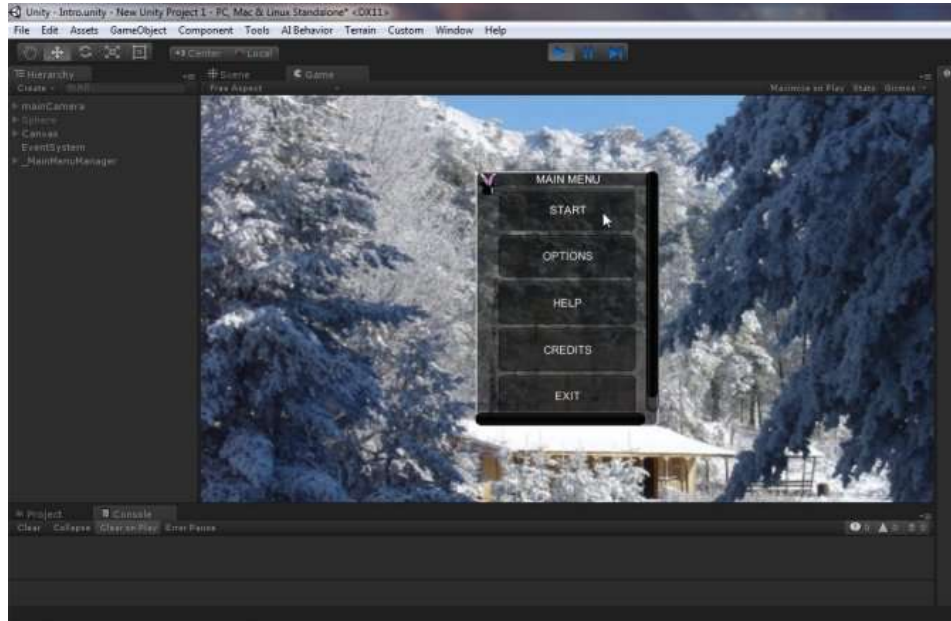 Unity - Intro.unity - New Unity Project 1 - PC, Mac & Linux Standalone* <DX11>
File Edit Assets GameObject Component Tools AI Behavior Terrain Custom Window Help
Center Local
Hierarchy Scene Game
Create Free Aspect Maximize on Play Stats Gizmos
mainCamera
Sphere
Canvas
EventSystem
_MainMenuManager
MAIN MENU
START
OPTIONS
HELP
CREDITS
EXIT
Project Console
Clear Collapse Clear on Play Error Pause 0 0 0